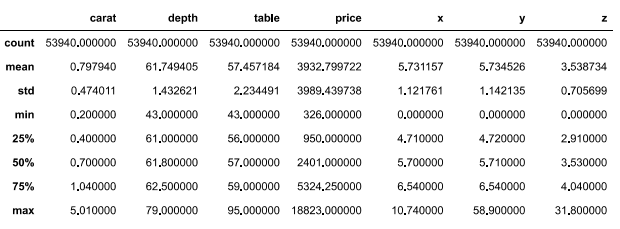 carat depth table price x y z
count 53940.000000 53940.000000 53940.000000 53940.000000 53940.000000 53940.000000 53940.000000
mean 0.797940 61.749405 57.457184 3932.799722 5.731157 5.734526 3.538734
std 0.474011 1.432621 2.234491 3989.439738 1.121761 1.142135 0.705699
min 0.200000 43.000000 43.000000 326.000000 0.000000 0.000000 0.000000
25% 0.400000 61.000000 56.000000 950.000000 4.710000 4.720000 2.910000
50% 0.700000 61.800000 57.000000 2401.000000 5.700000 5.710000 3.530000
75% 1.040000 62.500000 59.000000 5324.250000 6.540000 6.540000 4.040000
max 5.010000 79.000000 95.000000 18823.000000 10.740000 58.900000 31.800000